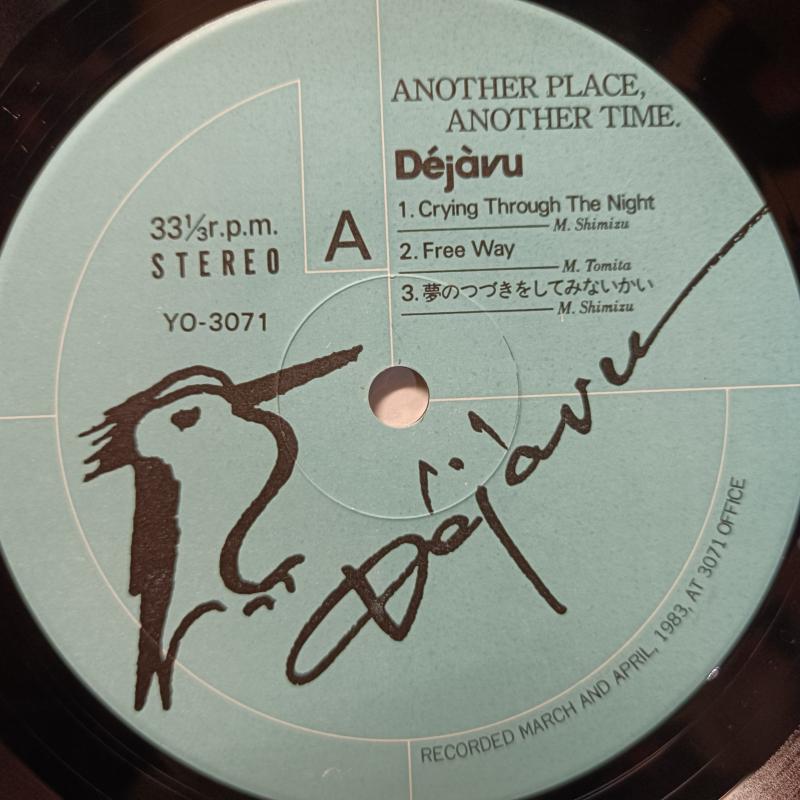 ANOTHER PLACE,
ANOTHER TIME.
Déjàvu
1. Crying Through The Night
M. Shimizu
2. Free Way
M. Tomita
3. 夢のつづきをしてみないかい
M. Shimizu
33⅓r.p.m.
STEREO
A
YO-3071
Déjàvu
RECORDED MARCH AND APRIL, 1983, AT 3071 OFFICE